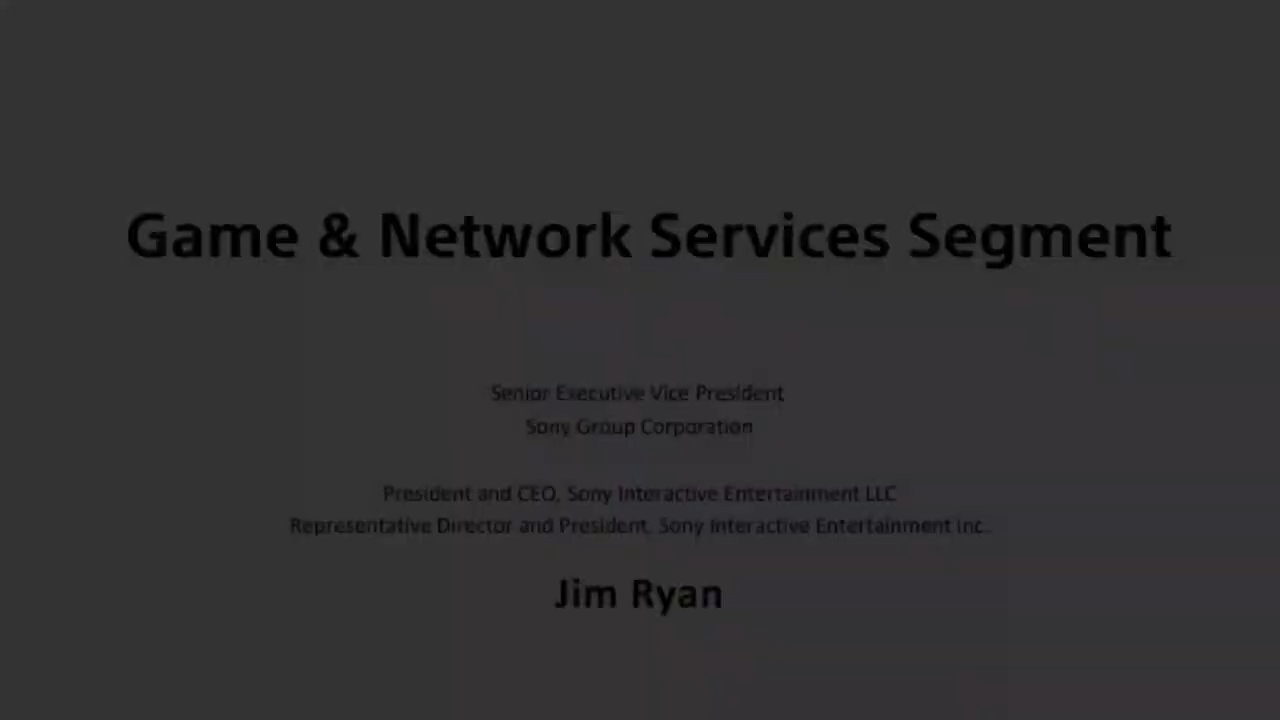 Game & Network Services Segment
Senior Executive Vice President
Sony Group Corporation
President and CEO, Sony Interactive Entertainment LLC
Representative Director and President, Sony Interactive Entertainment Inc.
Jim Ryan